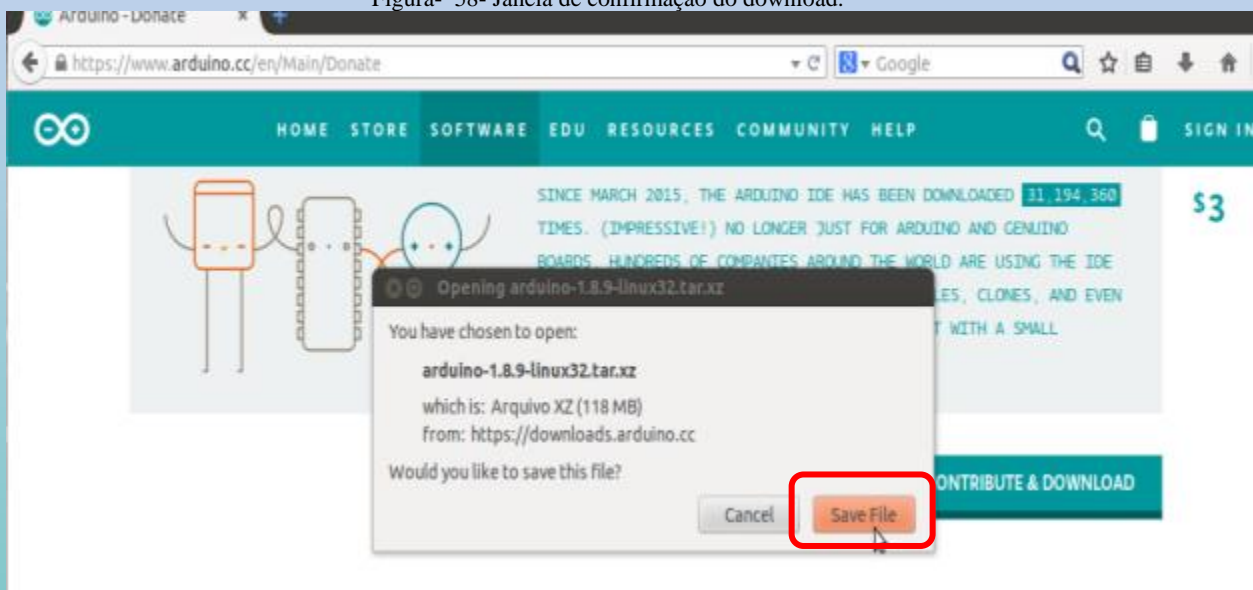 Figura- 58- Janela de confirmação do download.
Arduino - Donate
https://www.arduino.cc/en/Main/Donate
Google
HOME STORE SOFTWARE EDU RESOURCES COMMUNITY HELP
SIGN IN
SINCE MARCH 2015, THE ARDUINO IDE HAS BEEN DOWNLOADED 31,194,360
TIMES. (IMPRESSIVE!) NO LONGER JUST FOR ARDUINO AND GENUINO
BOARDS, HUNDREDS OF COMPANIES AROUND THE WORLD ARE USING THE IDE
LES, CLONES, AND EVEN
T WITH A SMALL
$3
Opening arduino-1.8.9-linux32.tar.xz
You have chosen to open:
arduino-1.8.9-linux32.tar.xz
which is: Arquivo XZ (118 MB)
from: https://downloads.arduino.cc
Would you like to save this file?
Cancel
Save File
ONTRIBUTE & DOWNLOAD